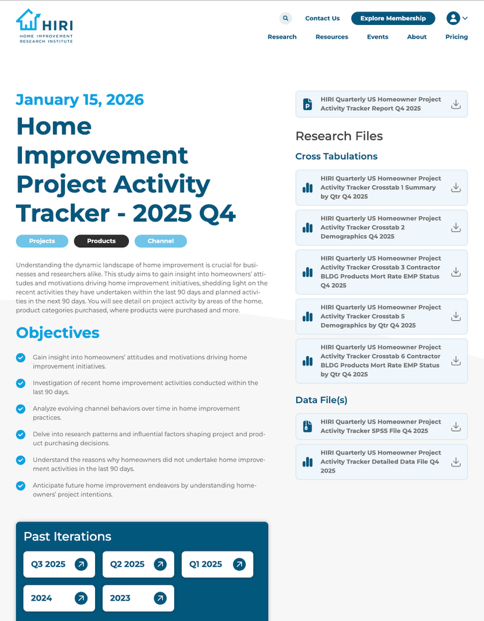 HIRI
HOME IMPROVEMENT
RESEARCH INSTITUTE
Contact Us
Explore Membership
Research
Resources
Events
About
Pricing
January 15, 2026
Home
Improvement
Project Activity
Tracker - 2025 Q4
Projects
Products
Channel
Understanding the dynamic landscape of home improvement is crucial for busi-
nesses and researchers alike. This study aims to gain insight into homeowners' atti-
tudes and motivations driving home improvement initiatives, shedding light on the
recent activities they have undertaken within the last 90 days and planned activi-
ties in the next 90 days. You will see detail on project activity by areas of the home,
product categories purchased, where products were purchased and more.
Objectives
Gain insight into homeowners' attitudes and motivations driving home
improvement initiatives.
Investigation of recent home improvement activities conducted within the
last 90 days.
Analyze evolving channel behaviors over time in home improvement
practices.
Delve into research patterns and influential factors shaping project and prod-
uct purchasing decisions.
Understand the reasons why homeowners did not undertake home improve-
ment activities in the last 90 days.
Anticipate future home improvement endeavors by understanding home-
owners' project intentions.
Past Iterations
Q3 2025
Q2 2025
Q1 2025
2024
2023
HIRI Quarterly US Homeowner Project
Activity Tracker Report Q4 2025
Research Files
Cross Tabulations
HIRI Quarterly US Homeowner Project
Activity Tracker Crosstab 1 Summary
by Qtr Q4 2025
HIRI Quarterly US Homeowner Project
Activity Tracker Crosstab 2
Demographics Q4 2025
HIRI Quarterly US Homeowner Project
Activity Tracker Crosstab 3 Contractor
BLDG Products Mort Rate EMP Status
Q4 2025
HIRI Quarterly US Homeowner Project
Activity Tracker Crosstab 5
Demographics by Qtr Q4 2025
HIRI Quarterly US Homeowner Project
Activity Tracker Crosstab 6 Contractor
BLDG Products Mort Rate EMP Status
by Qtr Q4 2025
Data File(s)
HIRI Quarterly US Homeowner Project
Activity Tracker SPSS File Q4 2025
HIRI Quarterly US Homeowner Project
Activity Tracker Detailed Data File Q4
2025